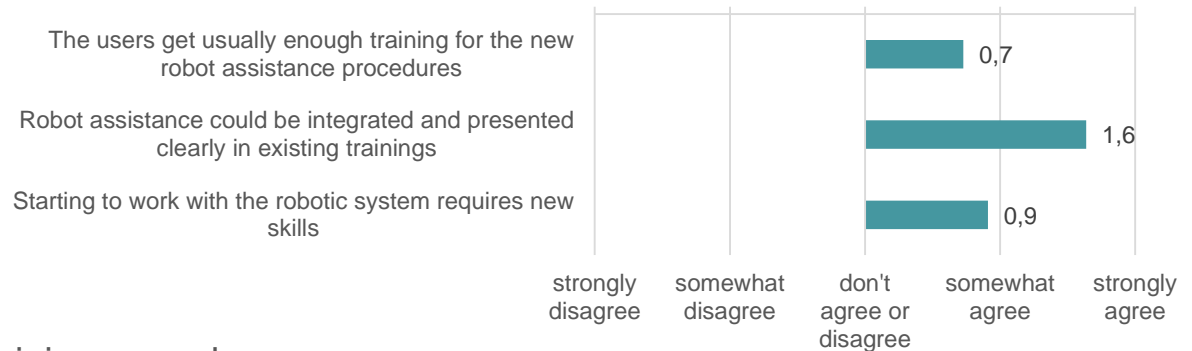 The users get usually enough training for the new
robot assistance procedures
0,7
Robot assistance could be integrated and presented
clearly in existing trainings
1,6
Starting to work with the robotic system requires new
skills
0,9
strongly
disagree
somewhat
disagree
don't
agree or
disagree
somewhat
agree
strongly
agree